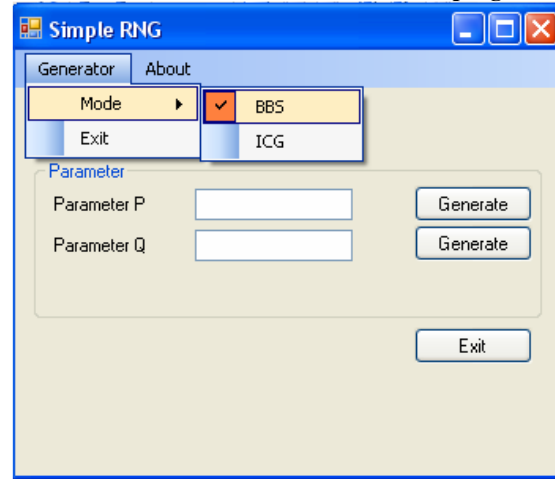 Simple RNG
Generator About
Mode BBS
Exit ICG
Parameter
Parameter P Generate
Parameter Q Generate
Exit